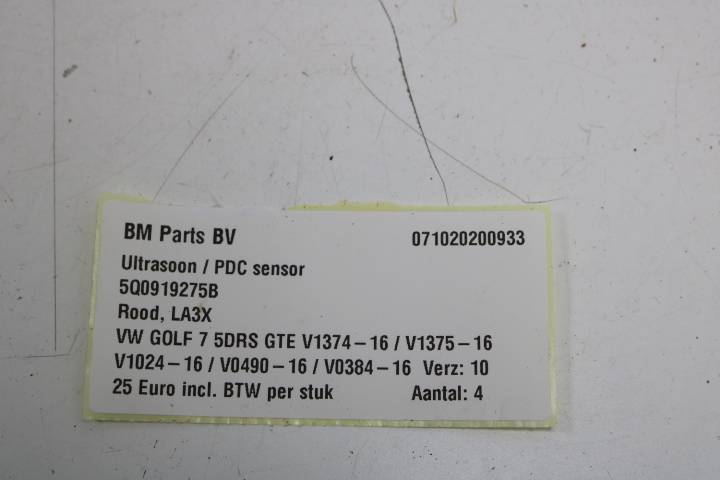 BM Parts BV 071020200933
Ultrasoon / PDC sensor
5Q0919275B
Rood, LA3X
VW GOLF 7 5DRS GTE V1374-16 / V1375-16
V1024-16 / V0490-16 / V0384-16 Verz: 10
25 Euro incl. BTW per stuk Aantal: 4